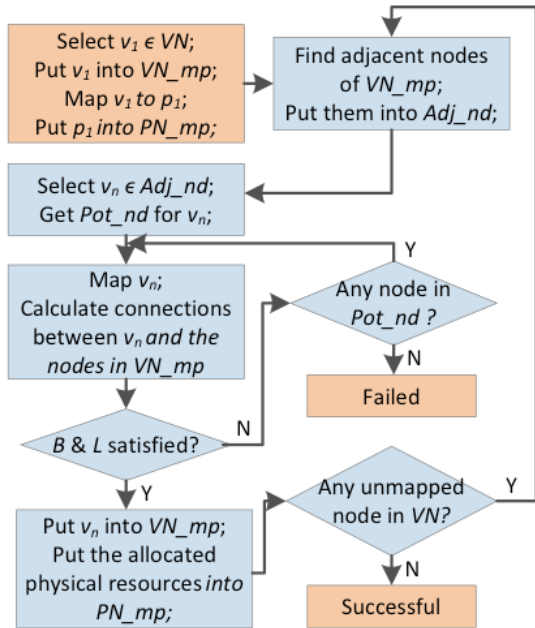 Select v₁ ϵ VN;
Put v₁ into VN_mp;
Map v₁ to p₁;
Put p₁ into PN_mp;
Find adjacent nodes
of VN_mp;
Put them into Adj_nd;
Select vₙ ϵ Adj_nd;
Get Pot_nd for vₙ;
Map vₙ;
Calculate connections
between vₙ and the
nodes in VN_mp
Y
Any node in
Pot_nd ?
N
Failed
B & L satisfied?
N
Y
Put vₙ into VN_mp;
Put the allocated
physical resources into
PN_mp;
Any unmapped
node in VN?
Y
N
Successful